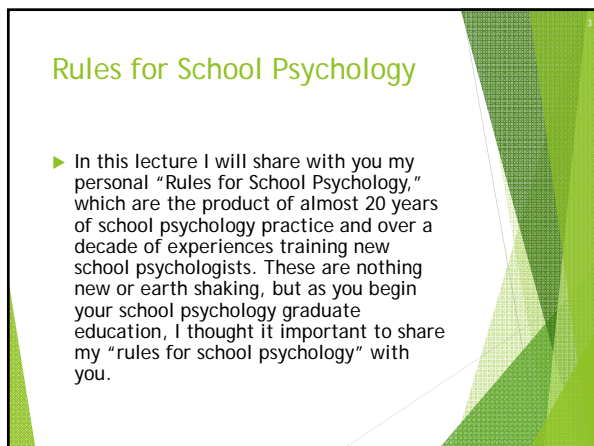 3
Rules for School Psychology
▶ In this lecture I will share with you my
personal “Rules for School Psychology,”
which are the product of almost 20 years
of school psychology practice and over a
decade of experiences training new
school psychologists. These are nothing
new or earth shaking, but as you begin
your school psychology graduate
education, I thought it important to share
my “rules for school psychology” with
you.